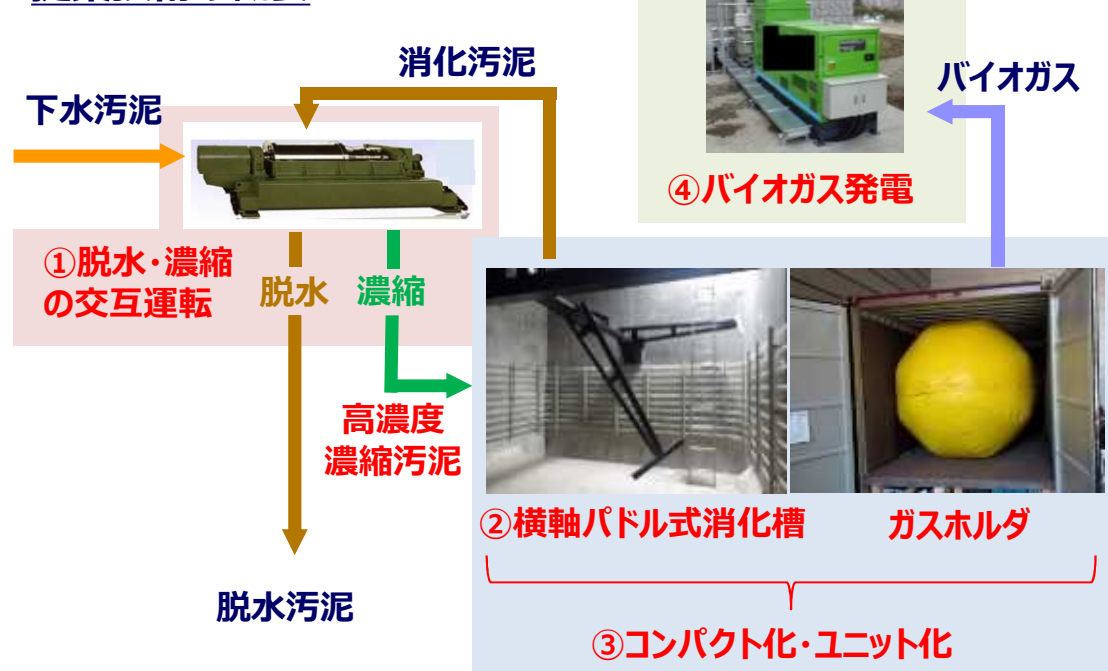 消化汚泥
バイオガス
下水汚泥
④バイオガス発電
①脱水・濃縮
の交互運転
脱水
濃縮
高濃度
濃縮汚泥
②横軸パドル式消化槽
ガスホルダ
脱水汚泥
③コンパクト化・ユニット化